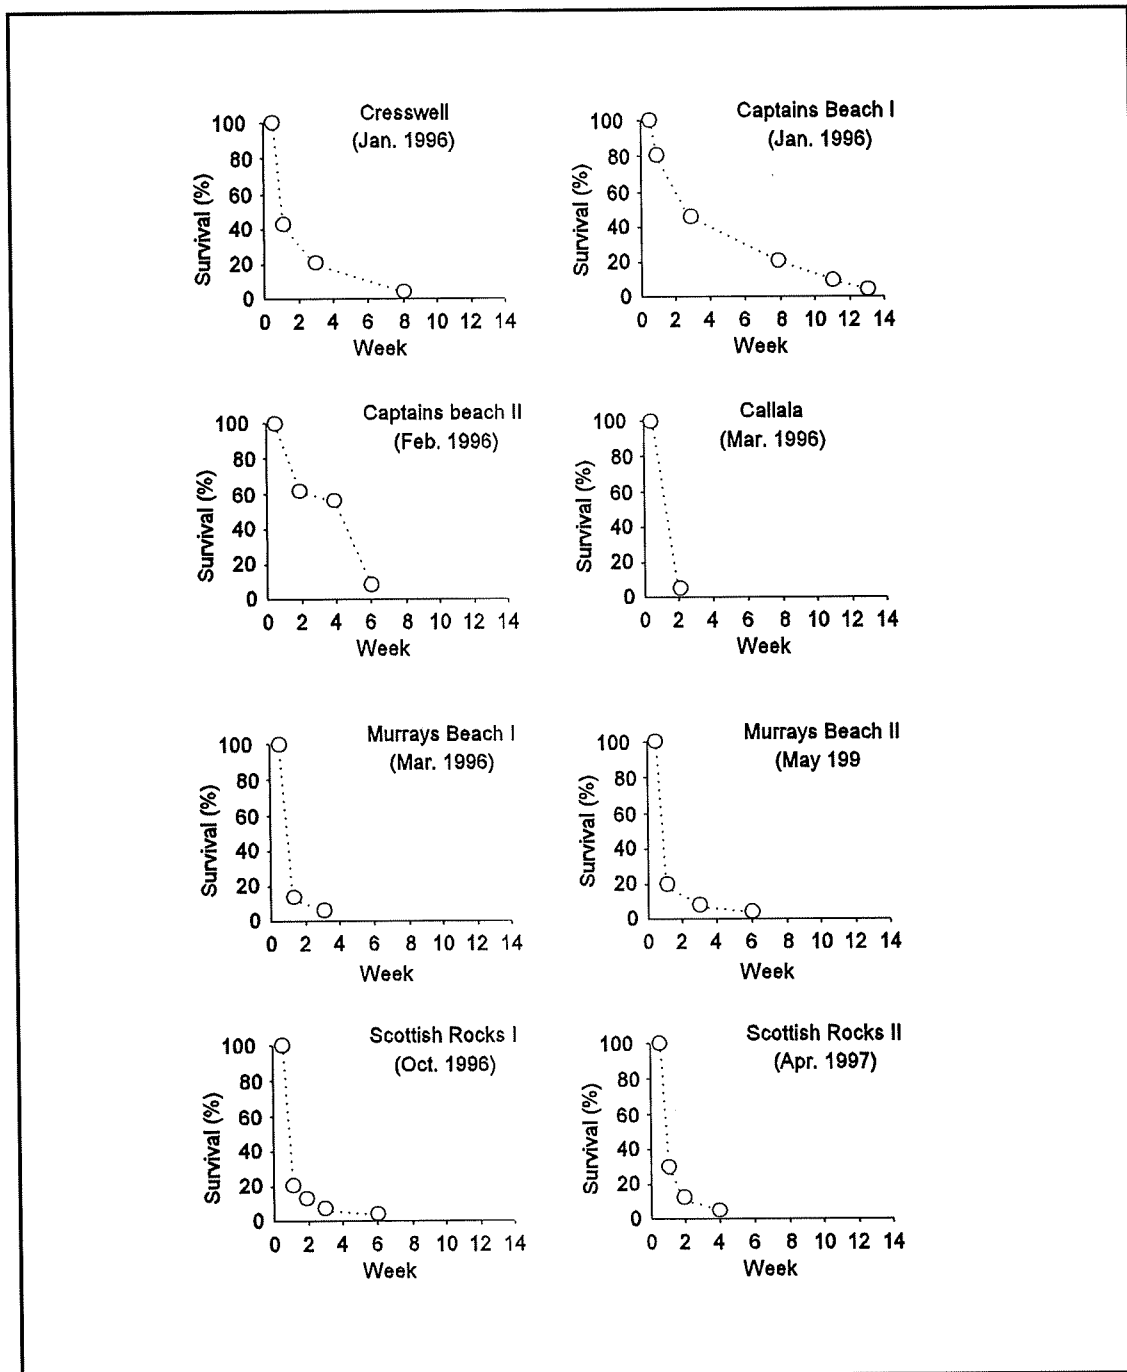 Cresswell
(Jan. 1996)
Survival (%)
100
80
60
40
20
0
0 2 4 6 8 10 12 14
Week
Captains Beach I
(Jan. 1996)
Survival (%)
100
80
60
40
20
0
0 2 4 6 8 10 12 14
Week
Captains beach II
(Feb. 1996)
Survival (%)
100
80
60
40
20
0
0 2 4 6 8 10 12 14
Week
Callala
(Mar. 1996)
Survival (%)
100
80
60
40
20
0
0 2 4 6 8 10 12 14
Week
Murrays Beach I
(Mar. 1996)
Survival (%)
100
80
60
40
20
0
0 2 4 6 8 10 12 14
Week
Murrays Beach II
(May 199
Survival (%)
100
80
60
40
20
0
0 2 4 6 8 10 12 14
Week
Scottish Rocks I
(Oct. 1996)
Survival (%)
100
80
60
40
20
0
0 2 4 6 8 10 12 14
Week
Scottish Rocks II
(Apr. 1997)
Survival (%)
100
80
60
40
20
0
0 2 4 6 8 10 12 14
Week